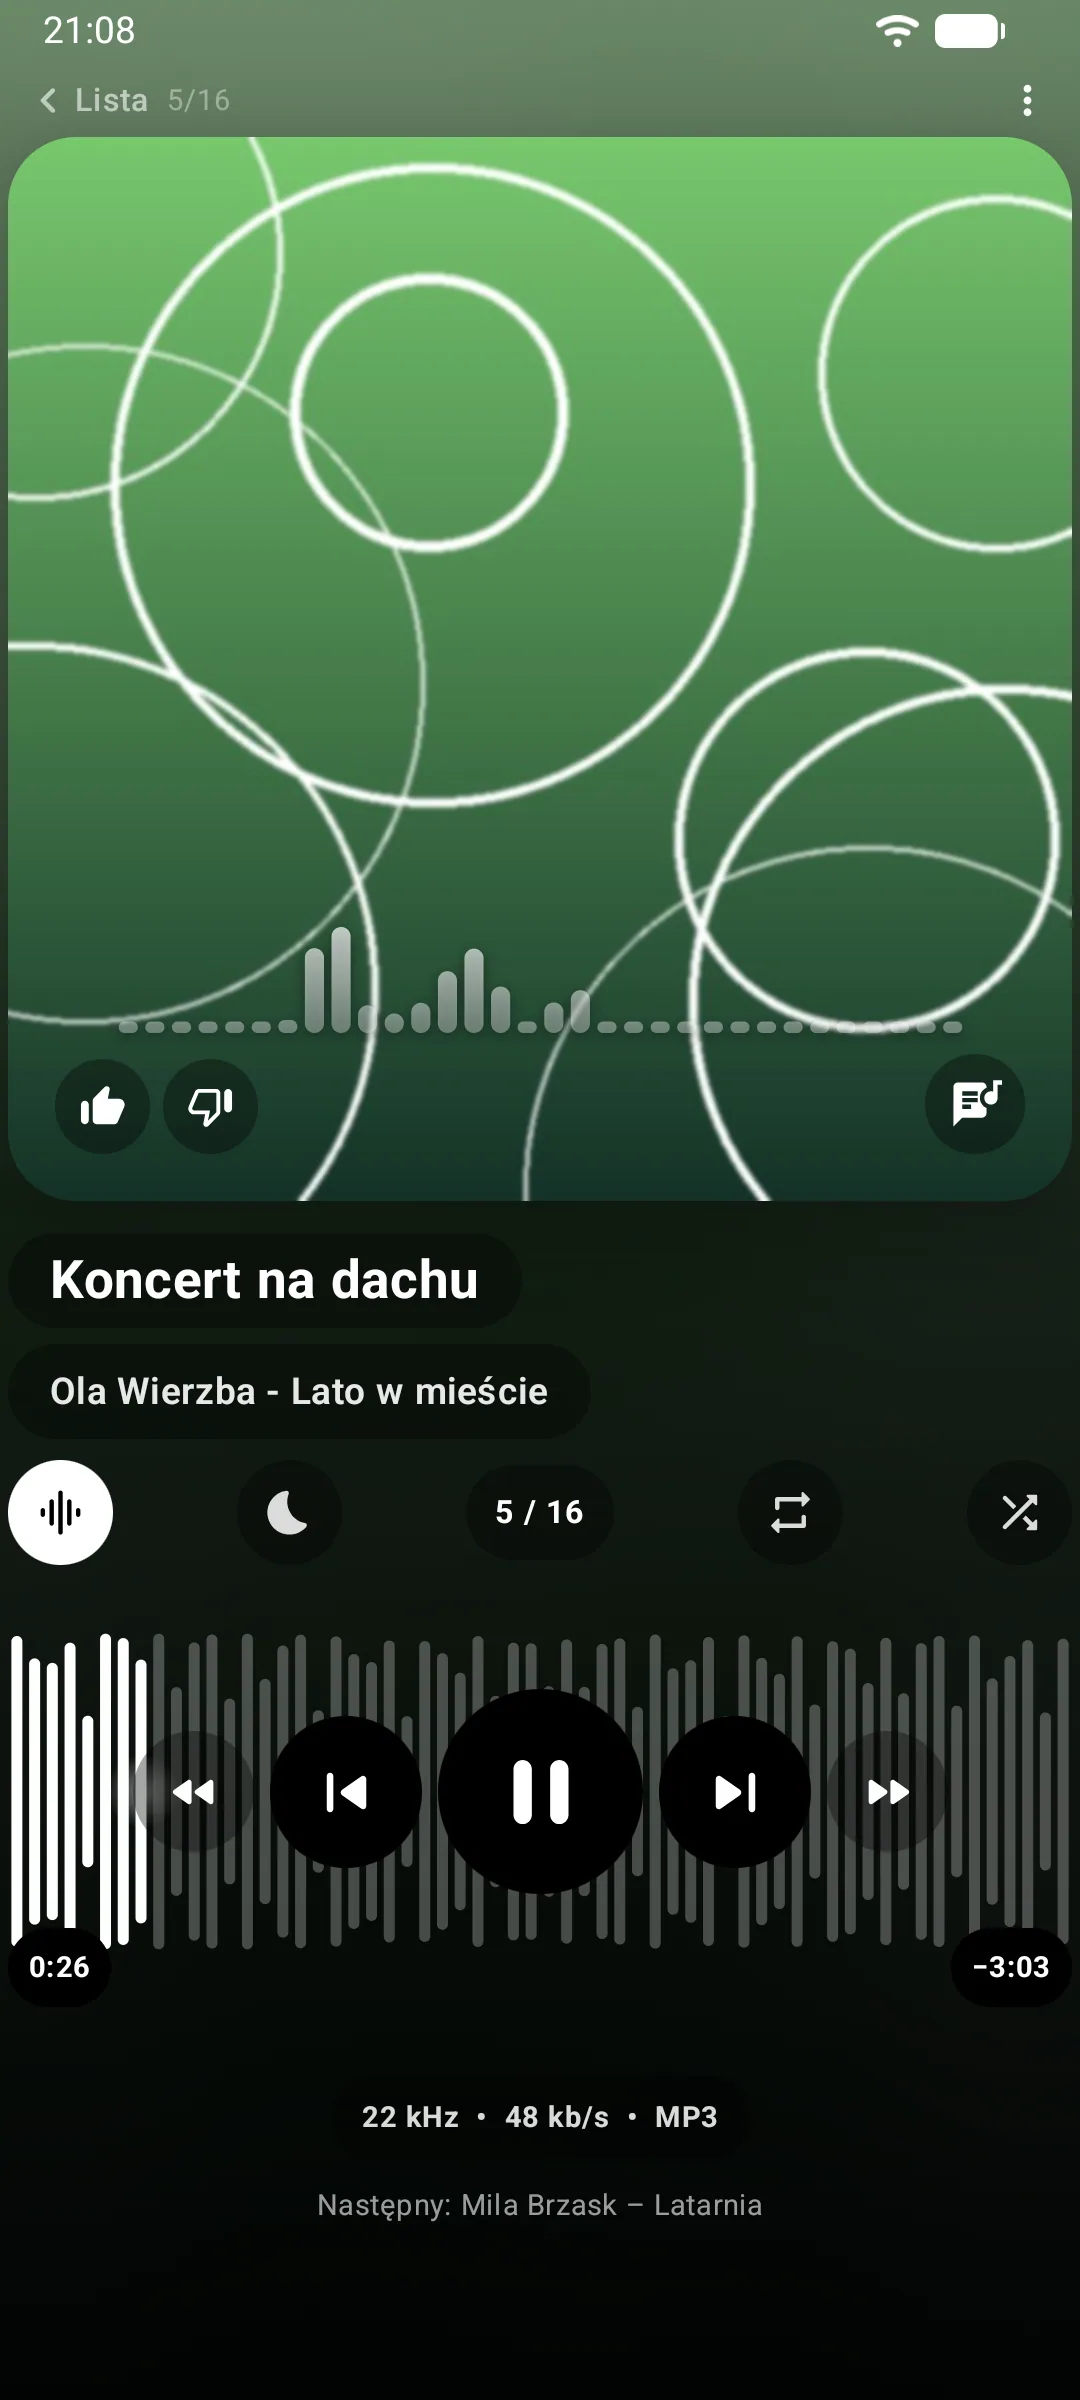 21:08
Lista 5/16
Koncert na dachu
Ola Wierzba - Lato w mieście
5 / 16
0:26
−3:03
22 kHz • 48 kb/s • MP3
Następny: Mila Brzask – Latarnia